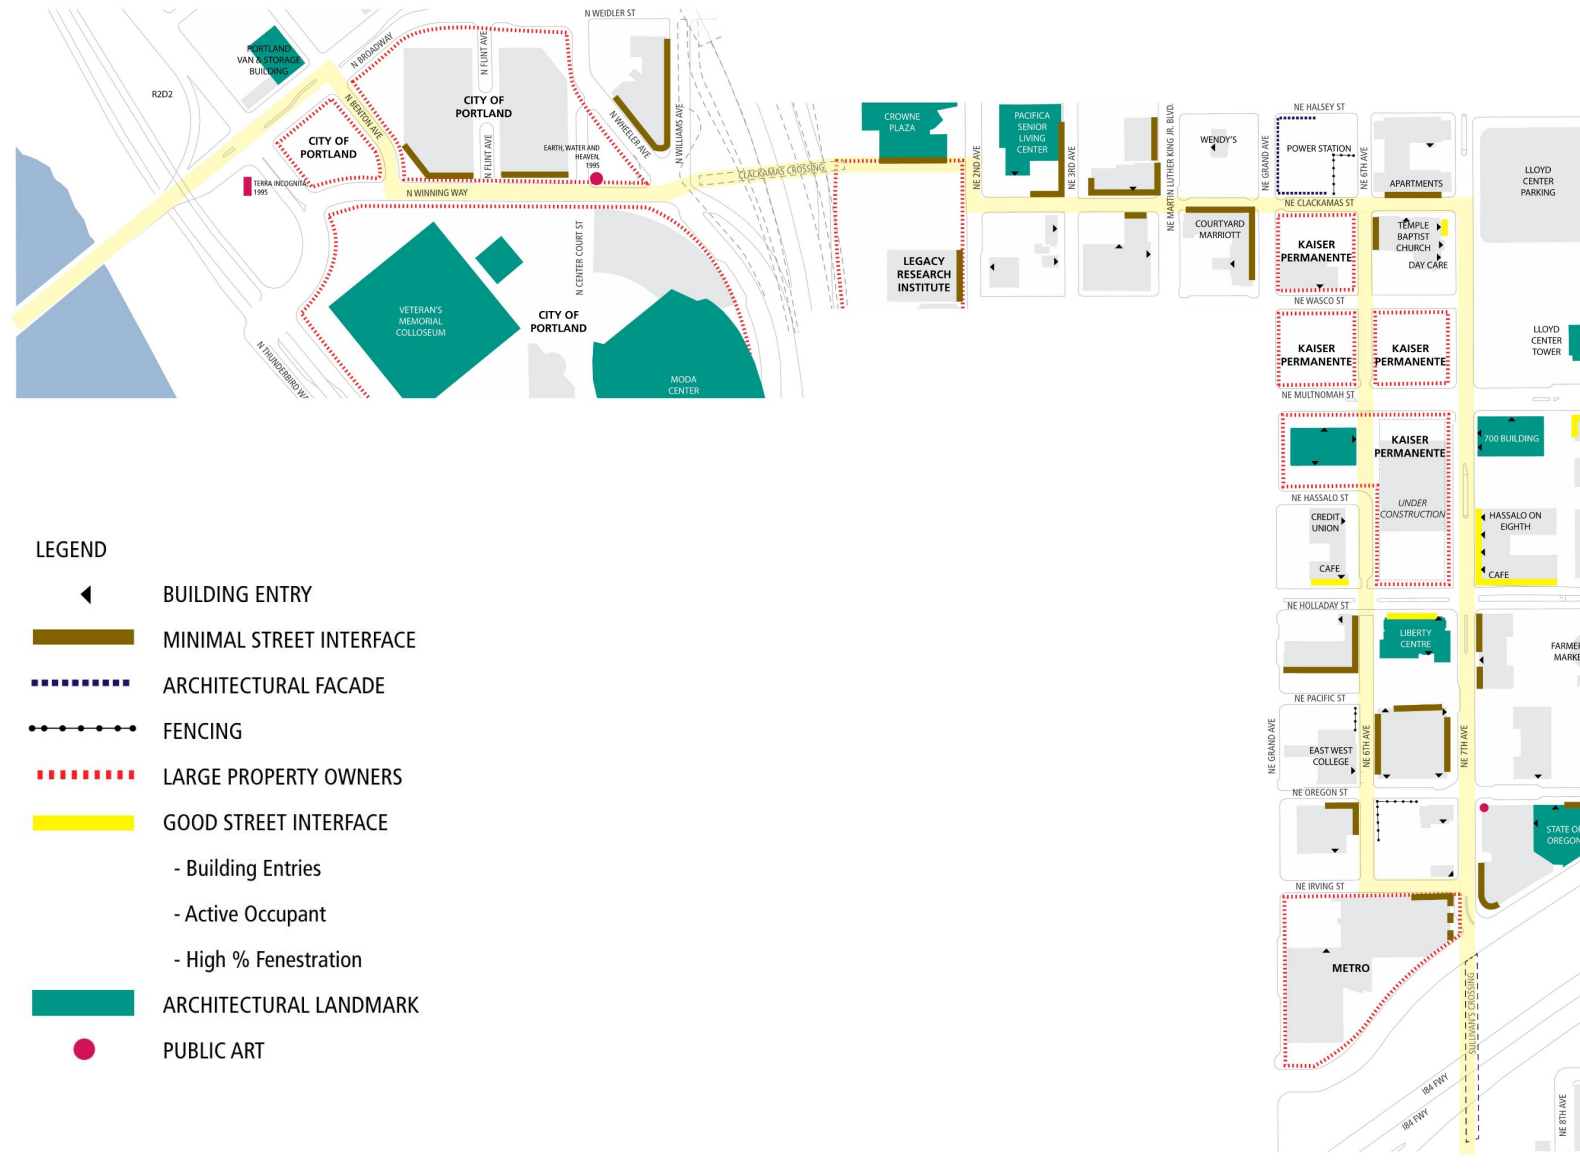 N WEIDLER ST
PORTLAND
VAN & STORAGE
BUILDING
N BROADWAY
N FLINT AVE
R2D2
N BENTON AVE
CITY OF
PORTLAND
CITY OF
PORTLAND
N FLINT AVE
EARTH, WATER AND
HEAVEN,
1995
N WHEELER AVE
N WILLIAMS AVE
TERRA INCOGNITA
1995
N WINNING WAY
CLACKAMAS CROSSING
N CENTER COURT ST
VETERAN'S
MEMORIAL
COLLOSEUM
CITY OF
PORTLAND
MODA
CENTER
N THUNDERBIRD WA
CROWNE
PLAZA
NE 2ND AVE
PACIFICA
SENIOR
LIVING
CENTER
NE 3RD AVE
NE MARTIN LUTHER KING JR. BLVD.
WENDY'S
NE GRAND AVE
NE HALSEY ST
POWER STATION
NE 6TH AVE
APARTMENTS
LLOYD
CENTER
PARKING
NE CLACKAMAS ST
LEGACY
RESEARCH
INSTITUTE
COURTYARD
MARRIOTT
KAISER
PERMANENTE
TEMPLE
BAPTIST
CHURCH
DAY CARE
NE WASCO ST
KAISER
PERMANENTE
KAISER
PERMANENTE
LLOYD
CENTER
TOWER
NE MULTNOMAH ST
KAISER
PERMANENTE
700 BUILDING
NE HASSALO ST
UNDER
CONSTRUCTION
CREDIT
UNION
HASSALO ON
EIGHTH
CAFE
CAFE
NE HOLLADAY ST
LIBERTY
CENTRE
FARMER
MARKE
NE PACIFIC ST
NE GRAND AVE
EAST WEST
COLLEGE
NE 6TH AVE
NE 7TH AVE
NE OREGON ST
STATE OF
OREGON
NE IRVING ST
METRO
SULLIVAN'S CROSSING
I84 FWY
I84 FWY
NE 8TH AVE
LEGEND
BUILDING ENTRY
MINIMAL STREET INTERFACE
ARCHITECTURAL FACADE
FENCING
LARGE PROPERTY OWNERS
GOOD STREET INTERFACE
- Building Entries
- Active Occupant
- High % Fenestration
ARCHITECTURAL LANDMARK
PUBLIC ART